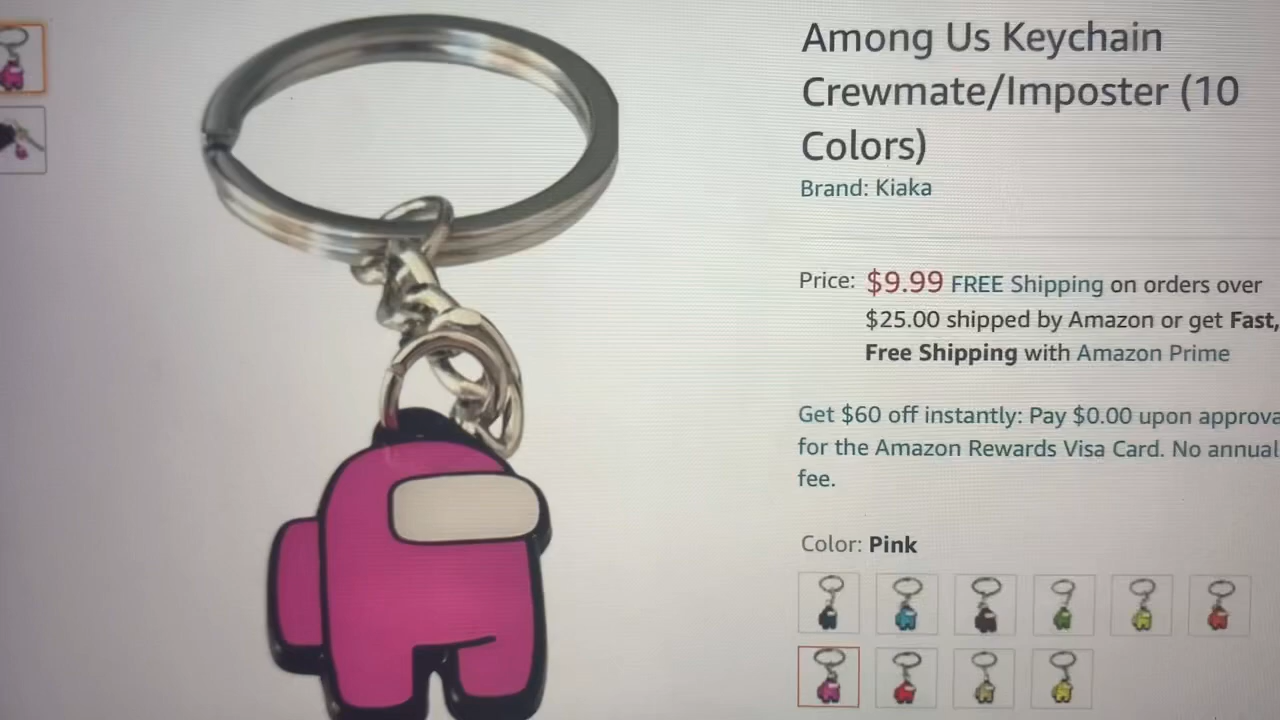 Among Us Keychain
Crewmate/Imposter (10
Colors)
Brand: Kiaka
Price: $9.99 FREE Shipping on orders over
$25.00 shipped by Amazon or get Fast,
Free Shipping with Amazon Prime
Get $60 off instantly: Pay $0.00 upon approva
for the Amazon Rewards Visa Card. No annual
fee.
Color: Pink